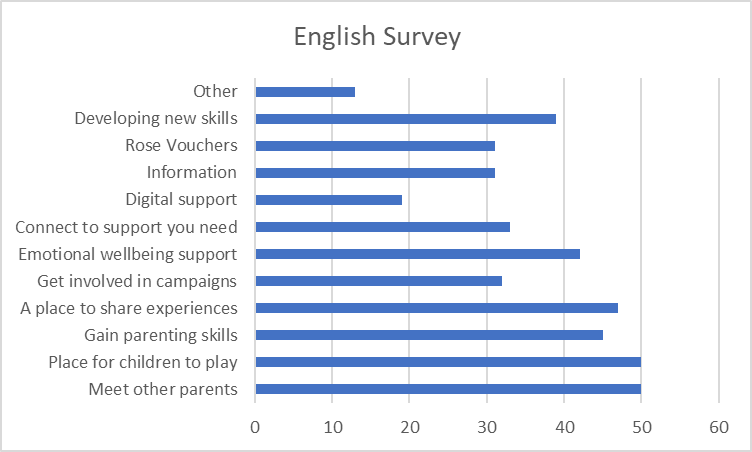 English Survey
Other
Developing new skills
Rose Vouchers
Information
Digital support
Connect to support you need
Emotional wellbeing support
Get involved in campaigns
A place to share experiences
Gain parenting skills
Place for children to play
Meet other parents
0 10 20 30 40 50 60